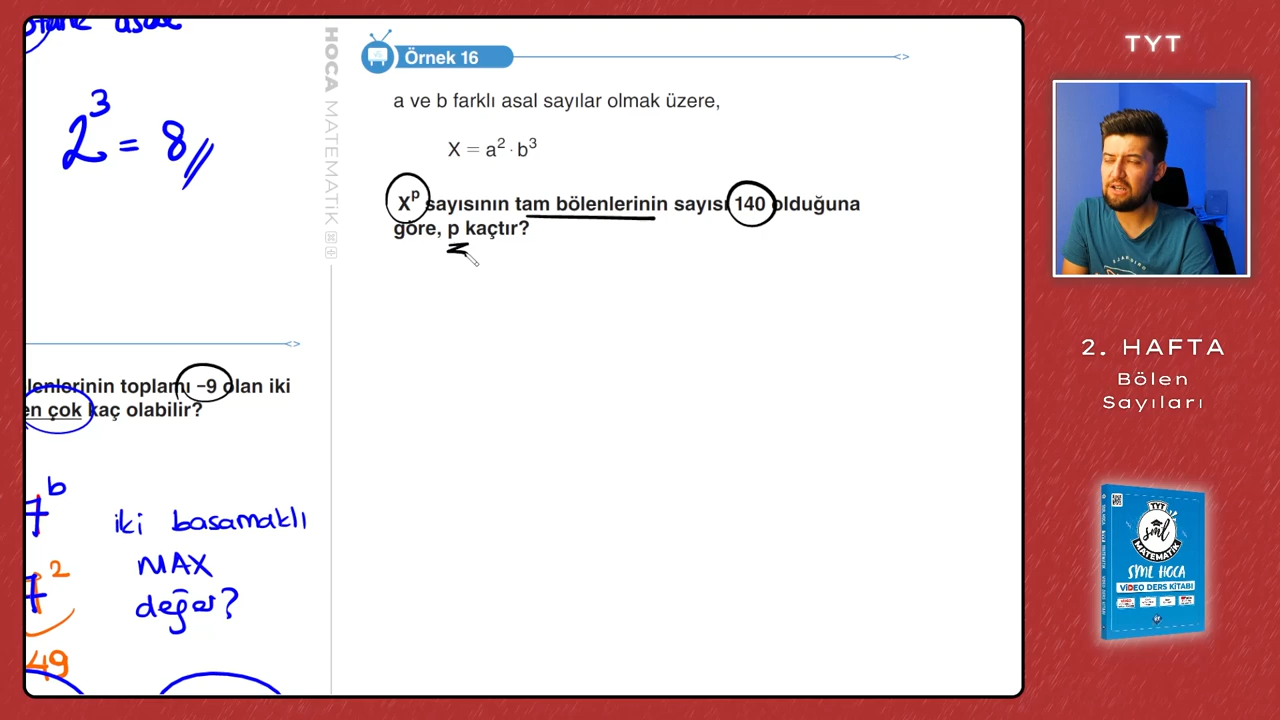 asal
2³ = 8//
lenlerinin toplamı –9 olan iki
en çok kaç olabilir?
7ᵇ
iki basamaklı
7²
MAX
değer?
49
HOCA MATEMATİK
Örnek 16
a ve b farklı asal sayılar olmak üzere,
X = a² · b³
Xᵖ sayısının tam bölenlerinin sayısı 140 olduğuna
göre, p kaçtır?
TYT
2. HAFTA
Bölen
Sayıları
TYT
SML
MATEMATİK
SML HOCA
VİDEO DERS KİTABI